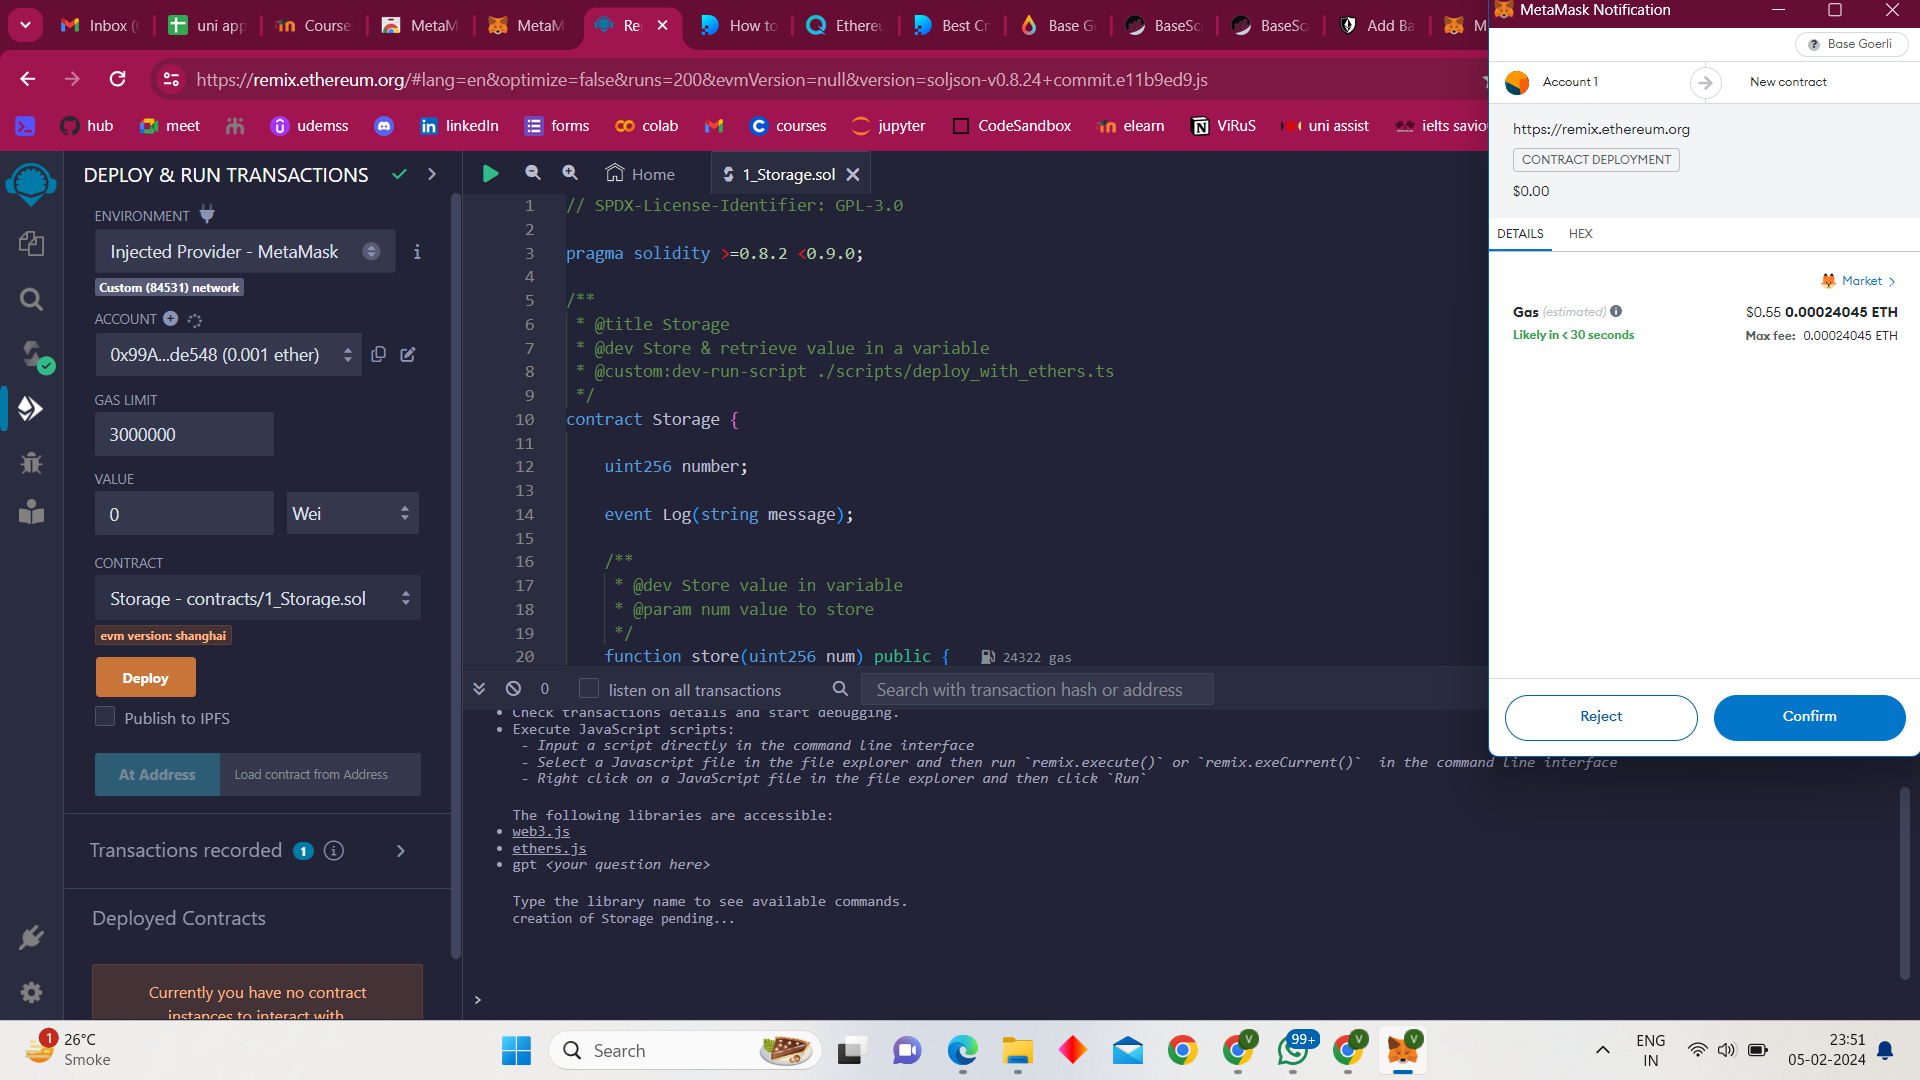 Inbox (
uni app
Course
MetaM
MetaM
Re
How to
Ethere
Best Cr
Base G
BaseSc
BaseSc
Add Ba
M
https://remix.ethereum.org/#lang=en&optimize=false&runs=200&evmVersion=null&version=soljson-v0.8.24+commit.e11b9ed9.js
hub
meet
udemss
linkedIn
forms
colab
courses
jupyter
CodeSandbox
elearn
ViRuS
uni assist
ielts savio
DEPLOY & RUN TRANSACTIONS
ENVIRONMENT
Injected Provider - MetaMask
Custom (84531) network
ACCOUNT
0x99A...de548 (0.001 ether)
GAS LIMIT
3000000
VALUE
0
Wei
CONTRACT
Storage - contracts/1_Storage.sol
evm version: shanghai
Deploy
Publish to IPFS
At Address
Load contract from Address
Transactions recorded 1
Deployed Contracts
Currently you have no contract
instances to interact with
Home
1_Storage.sol
1 // SPDX-License-Identifier: GPL-3.0
2
3 pragma solidity >=0.8.2 <0.9.0;
4
5 /**
6 * @title Storage
7 * @dev Store & retrieve value in a variable
8 * @custom:dev-run-script ./scripts/deploy_with_ethers.ts
9 */
10 contract Storage {
11
12 uint256 number;
13
14 event Log(string message);
15
16 /**
17 * @dev Store value in variable
18 * @param num value to store
19 */
20 function store(uint256 num) public { 24322 gas
0
listen on all transactions
Search with transaction hash or address
• Check transactions details and start debugging.
• Execute JavaScript scripts:
- Input a script directly in the command line interface
- Select a Javascript file in the file explorer and then run `remix.execute()` or `remix.exeCurrent()` in the command line interface
- Right click on a JavaScript file in the file explorer and then click `Run`
The following libraries are accessible:
• web3.js
• ethers.js
• gpt <your question here>
Type the library name to see available commands.
creation of Storage pending...
>
MetaMask Notification
Base Goerli
Account 1
New contract
https://remix.ethereum.org
CONTRACT DEPLOYMENT
$0.00
DETAILS
HEX
Market >
Gas (estimated) $0.55 0.00024045 ETH
Likely in < 30 seconds Max fee: 0.00024045 ETH
Reject
Confirm
1
26°C
Smoke
Search
99+
ENG
IN
23:51
05-02-2024